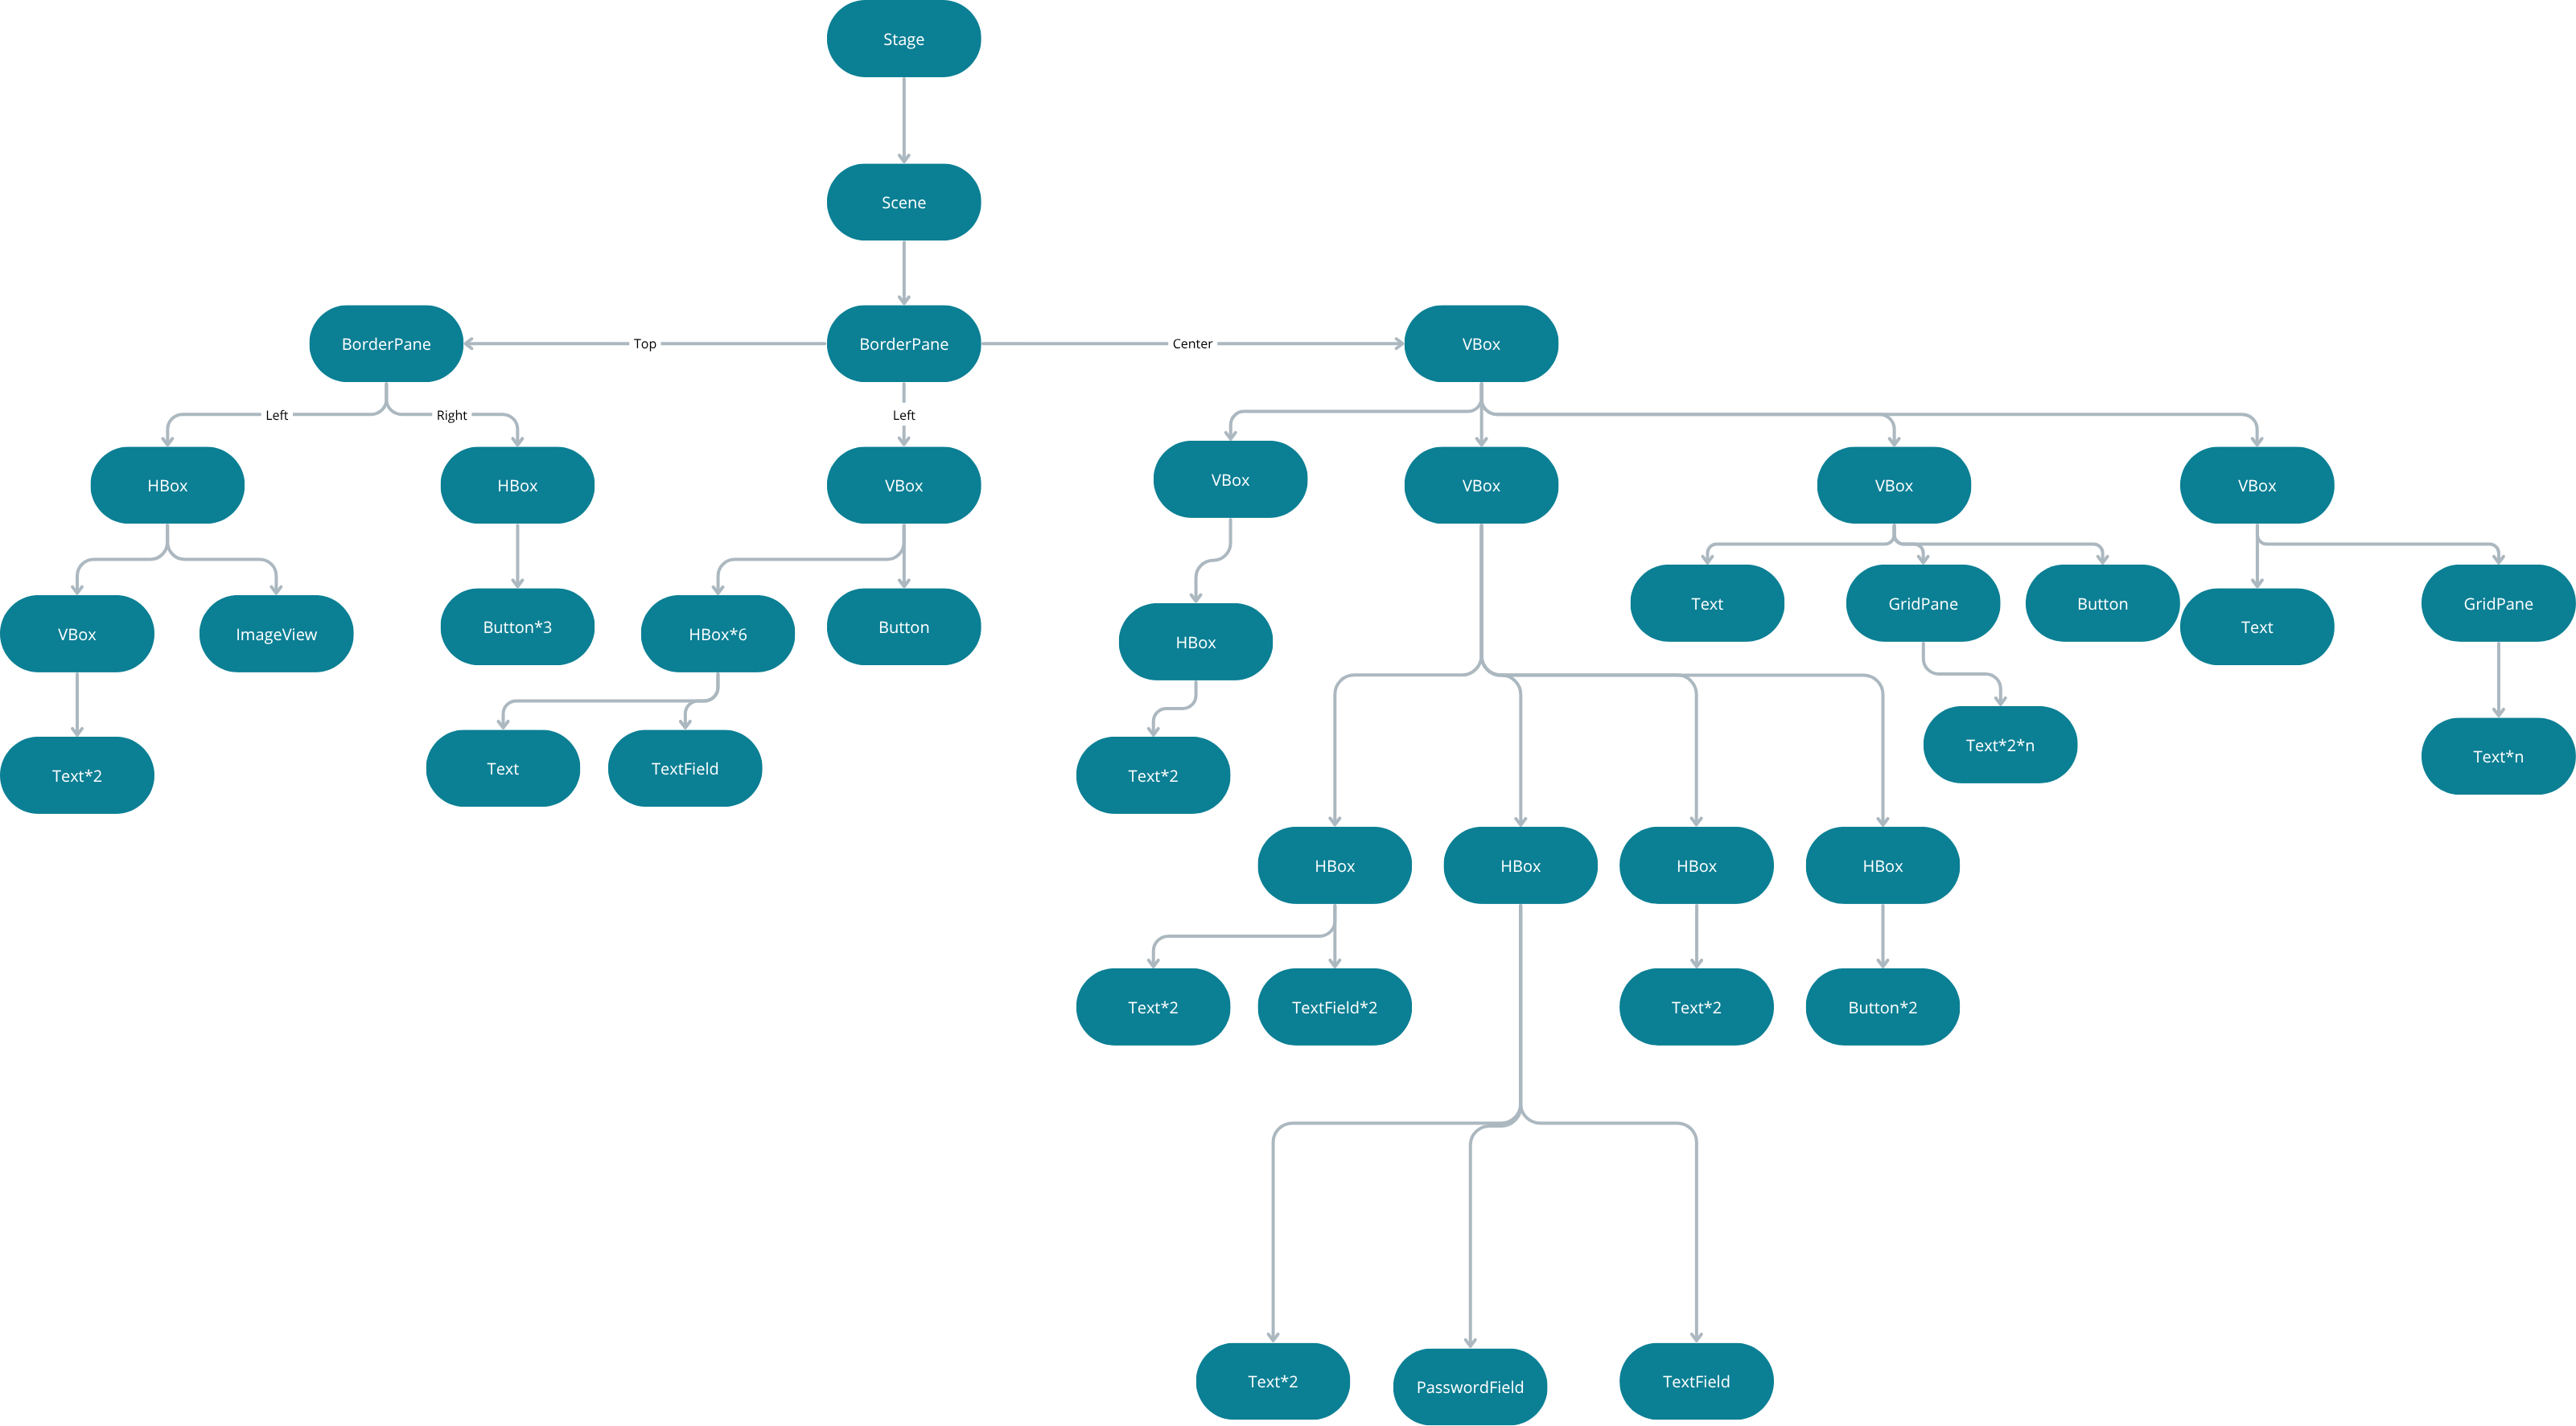 Stage
Scene
BorderPane
Top
BorderPane
Center
VBox
Left
Right
Left
HBox
HBox
VBox
VBox
VBox
VBox
VBox
VBox
ImageView
Button*3
HBox*6
Button
HBox
Text
GridPane
Button
Text
GridPane
Text*2
Text
TextField
Text*2
Text*2*n
Text*n
HBox
HBox
HBox
HBox
Text*2
TextField*2
Text*2
Button*2
Text*2
PasswordField
TextField